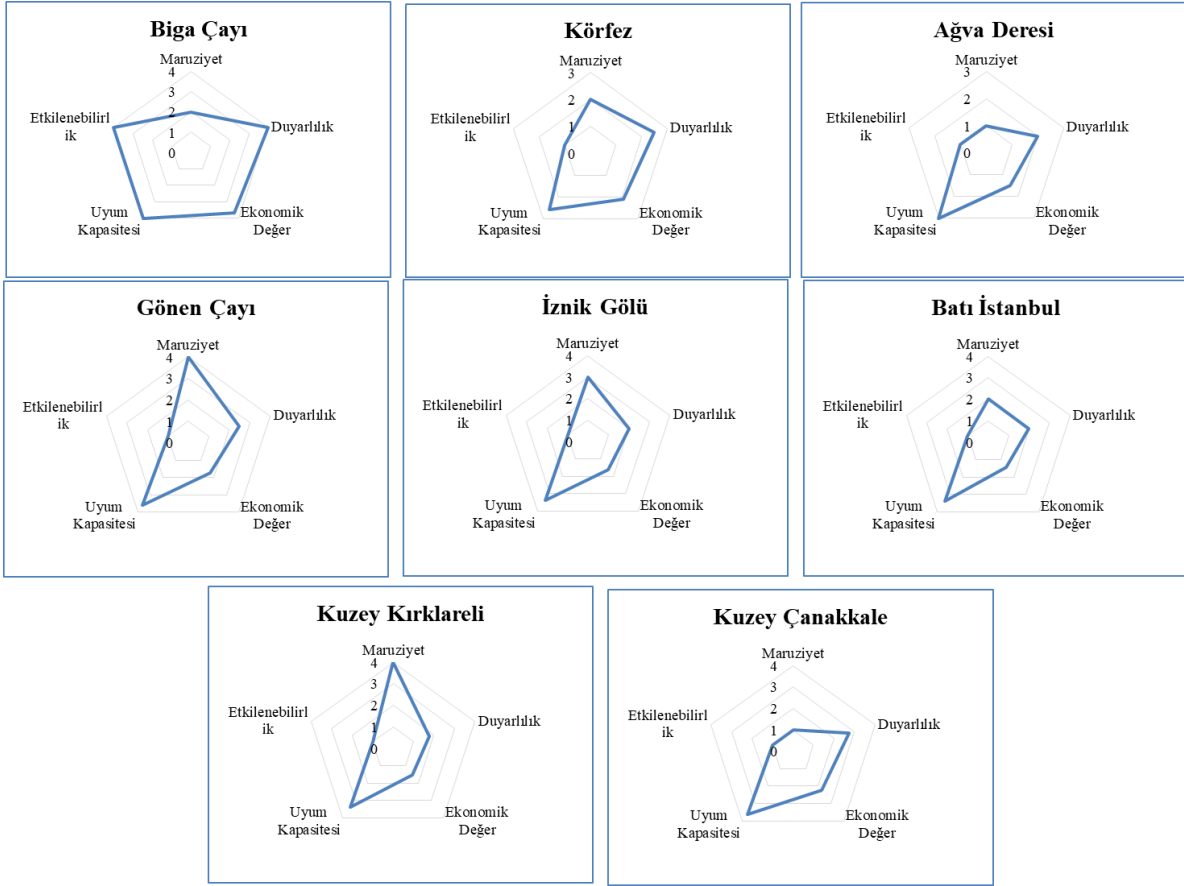 Biga Çayı
Maruziyet
4
3
2
1
0
Duyarlılık
Ekonomik
Değer
Uyum
Kapasitesi
Etkilenebilirl
ik
Körfez
Maruziyet
3
2
1
0
Duyarlılık
Ekonomik
Değer
Uyum
Kapasitesi
Etkilenebilirl
ik
Ağva Deresi
Maruziyet
3
2
1
0
Duyarlılık
Ekonomik
Değer
Uyum
Kapasitesi
Etkilenebilirl
ik
Gönen Çayı
Maruziyet
4
3
2
1
0
Duyarlılık
Ekonomik
Değer
Uyum
Kapasitesi
Etkilenebilirl
ik
İznik Gölü
Maruziyet
4
3
2
1
0
Duyarlılık
Ekonomik
Değer
Uyum
Kapasitesi
Etkilenebilirl
ik
Batı İstanbul
Maruziyet
4
3
2
1
0
Duyarlılık
Ekonomik
Değer
Uyum
Kapasitesi
Etkilenebilirl
ik
Kuzey Kırklareli
Maruziyet
4
3
2
1
0
Duyarlılık
Ekonomik
Değer
Uyum
Kapasitesi
Etkilenebilirl
ik
Kuzey Çanakkale
Maruziyet
4
3
2
1
0
Duyarlılık
Ekonomik
Değer
Uyum
Kapasitesi
Etkilenebilirl
ik